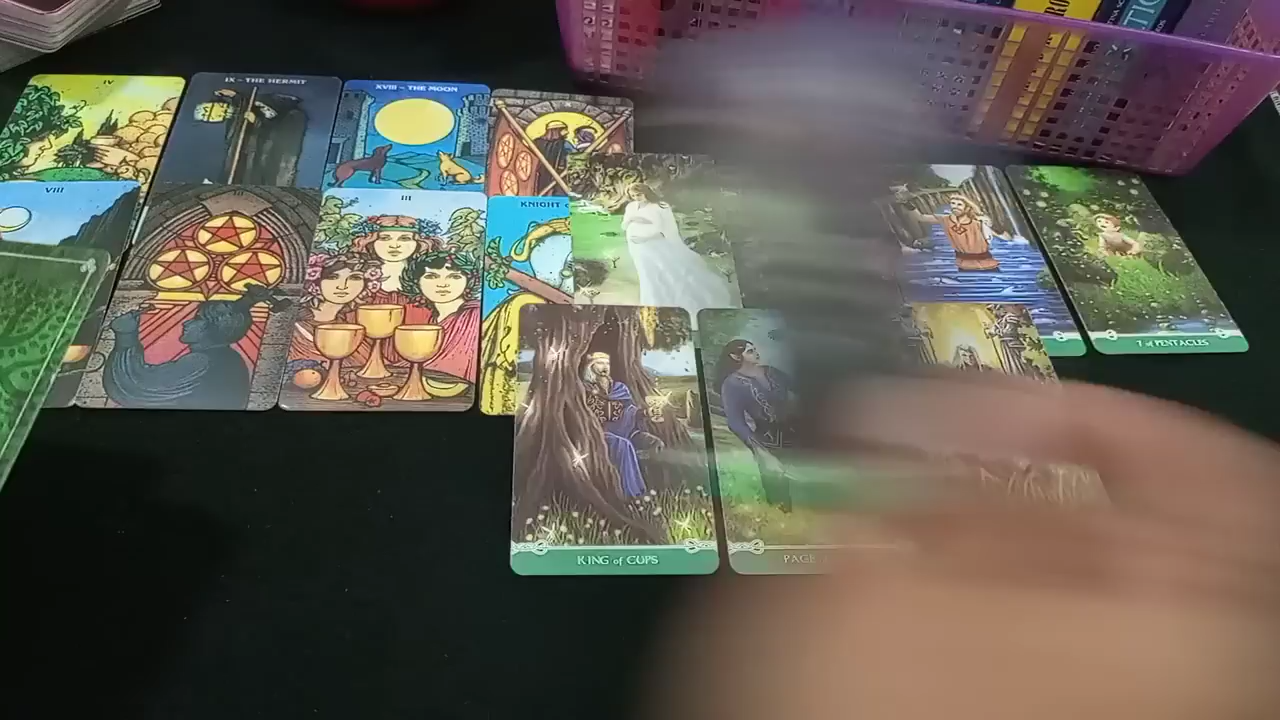 IV
IX - THE HERMIT
XVIII - THE MOON
VIII
III
KNIGHT
7 of PENTACLES
KING of CUPS
PAGE